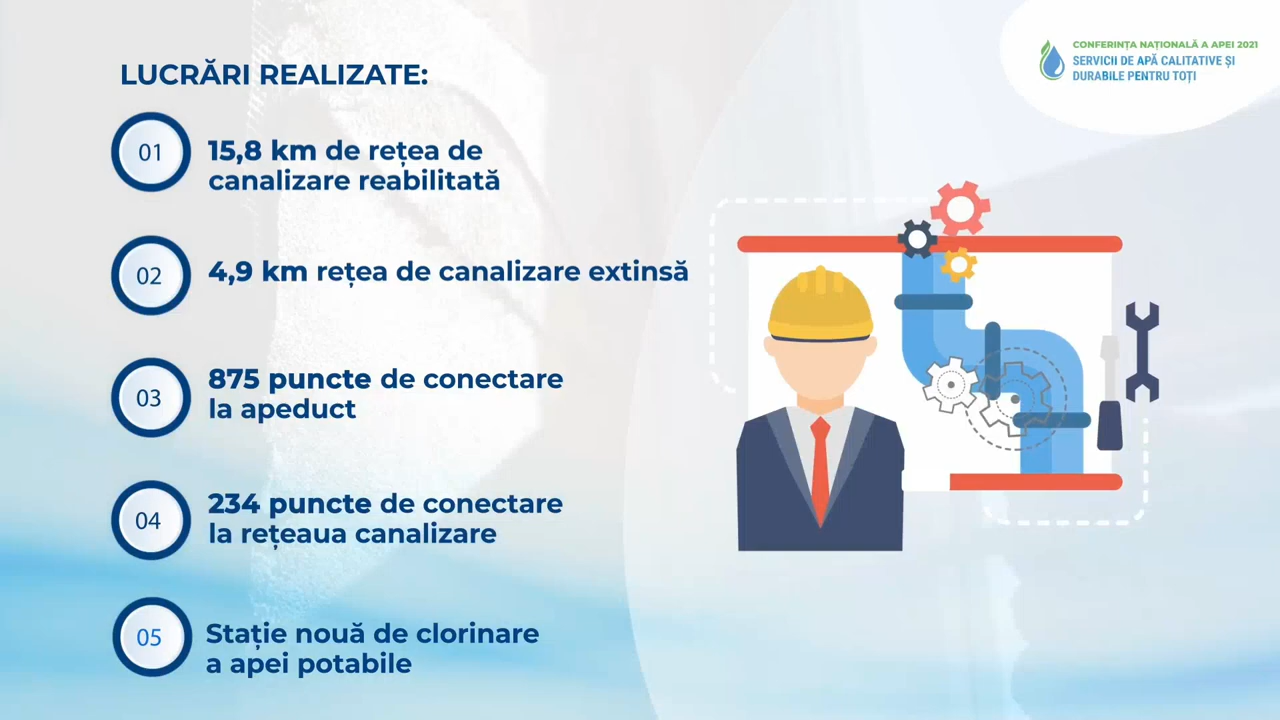 CONFERINȚA NAȚIONALĂ A APEI 2021
SERVICII DE APĂ CALITATIVE ȘI
DURABILE PENTRU TOȚI
LUCRĂRI REALIZATE:
01
15,8 km de rețea de
canalizare reabilitată
02
4,9 km rețea de canalizare extinsă
03
875 puncte de conectare
la apeduct
04
234 puncte de conectare
la rețeaua canalizare
05
Stație nouă de clorinare
a apei potabile